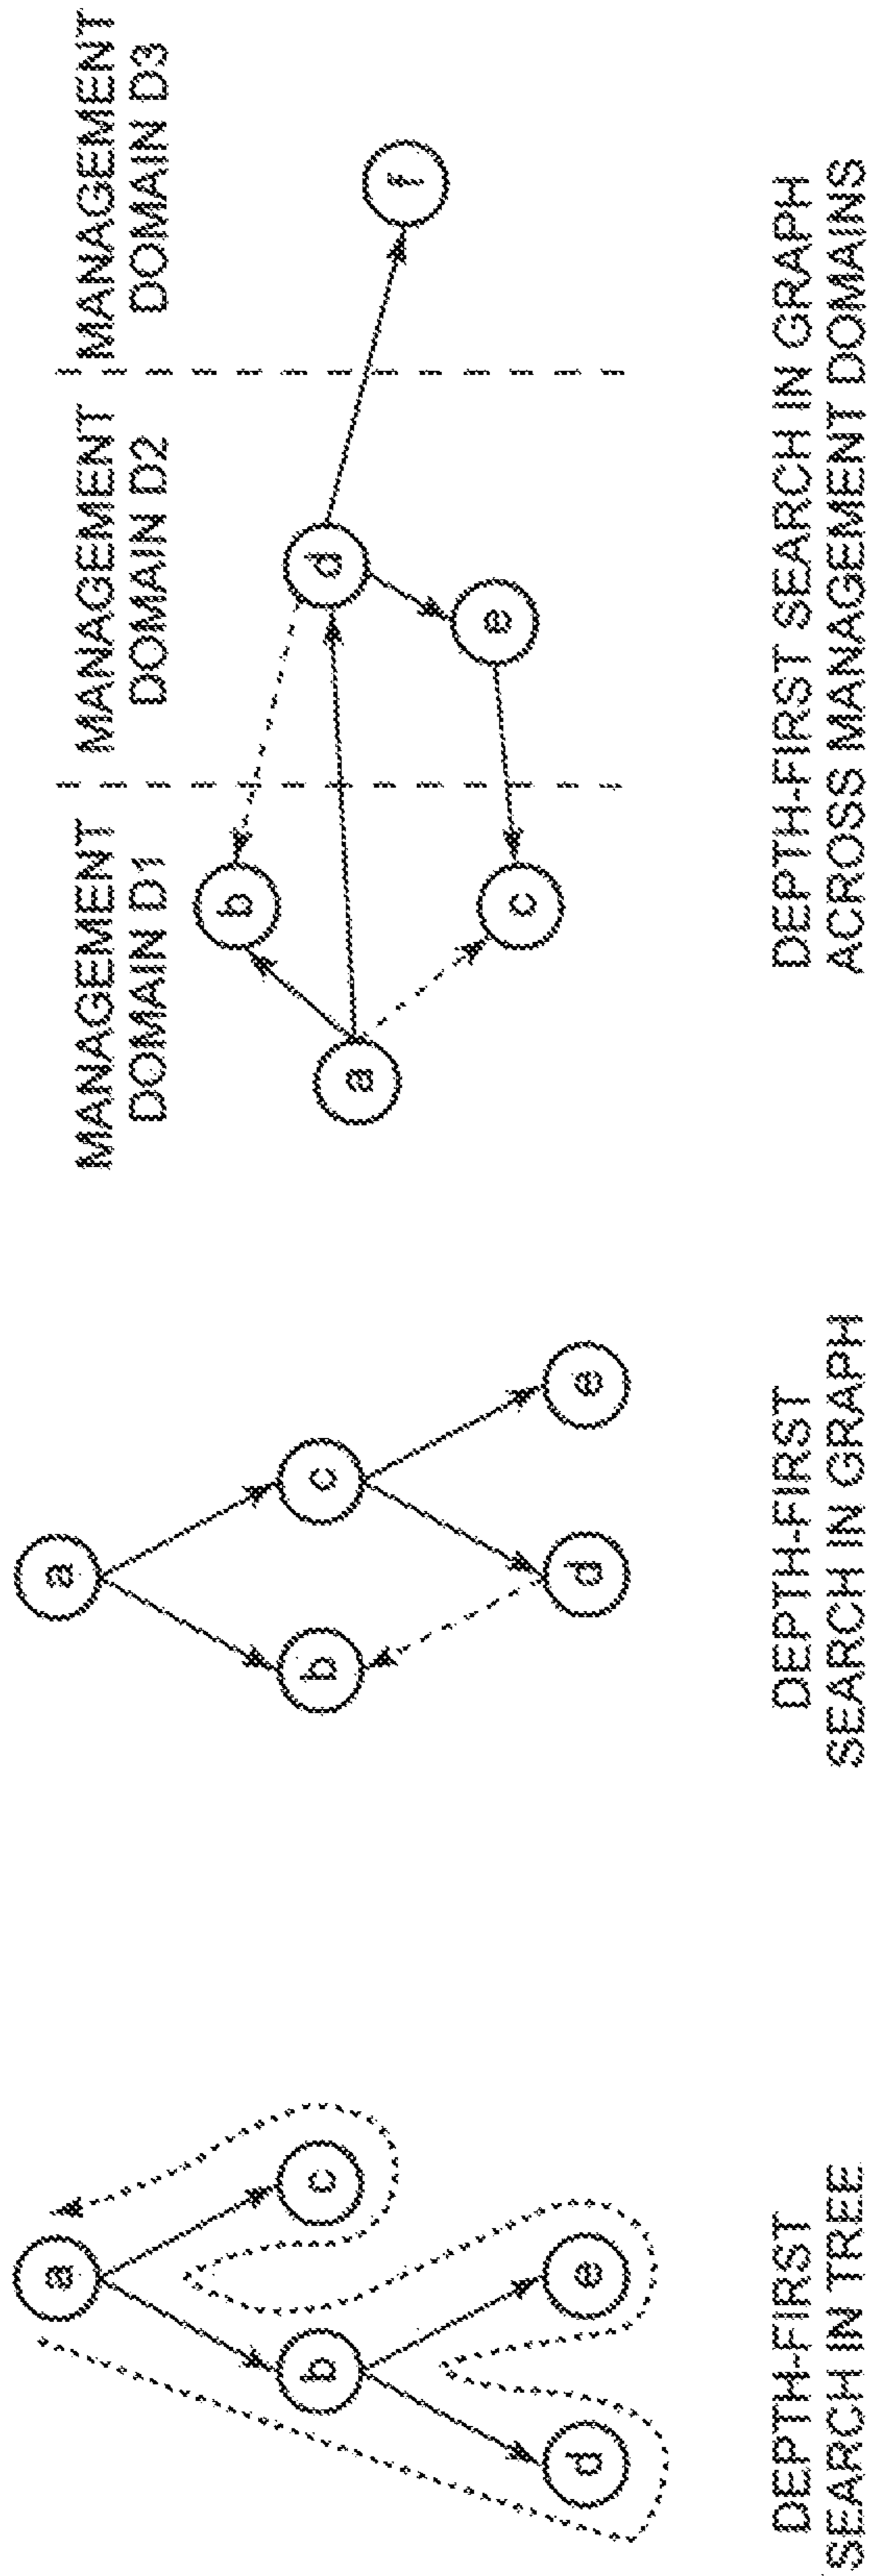 a
b
c
d
e
DEPTH-FIRST
SEARCH IN TREE
a
b
c
d
e
DEPTH-FIRST
SEARCH IN GRAPH
MANAGEMENT
DOMAIN D1
MANAGEMENT
DOMAIN D2
MANAGEMENT
DOMAIN D3
a
b
c
d
e
f
DEPTH-FIRST SEARCH IN GRAPH
ACROSS MANAGEMENT DOMAINS